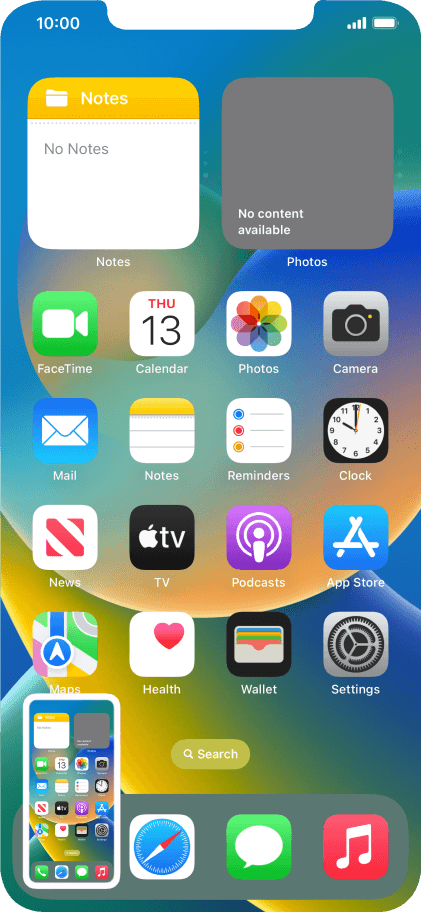 10:00
Notes
No Notes
No content
available
Notes
Photos
THU
13
FaceTime
Calendar
Photos
Camera
Mail
Notes
Reminders
Clock
tv
News
TV
Podcasts
App Store
Maps
Health
Wallet
Settings
Search